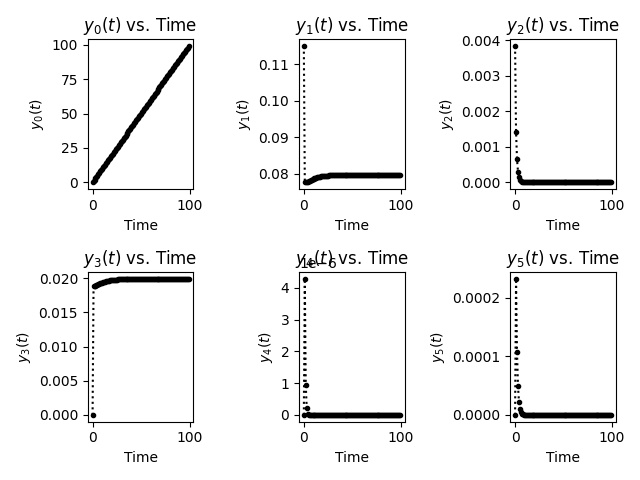 y₀(t) vs. Time
y₁(t) vs. Time
y₂(t) vs. Time
100
75
50
25
0
y₀(t)
0
100
Time
0.11
0.10
0.09
0.08
y₁(t)
0
100
Time
0.004
0.003
0.002
0.001
0.000
y₂(t)
0
100
Time
y₃(t) vs. Time
y₄(t) vs. Time
1e−6
y₅(t) vs. Time
0.020
0.015
0.010
0.005
0.000
y₃(t)
0
100
Time
4
3
2
1
0
y₄(t)
0
100
Time
0.0002
0.0001
0.0000
y₅(t)
0
100
Time